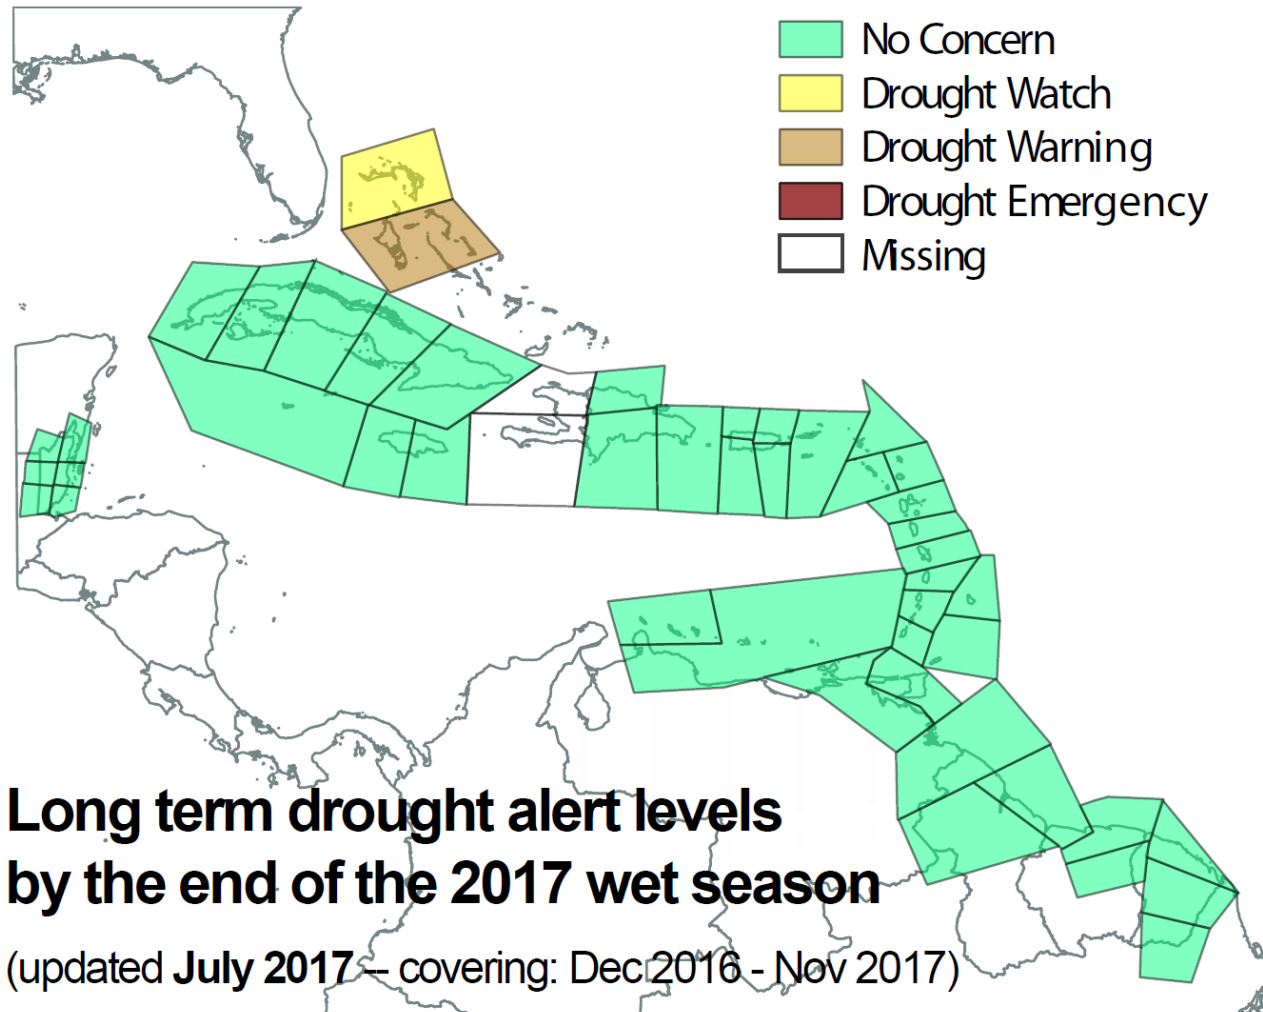 No Concern
Drought Watch
Drought Warning
Drought Emergency
Missing
Long term drought alert levels
by the end of the 2017 wet season
(updated July 2017 -- covering: Dec 2016 - Nov 2017)